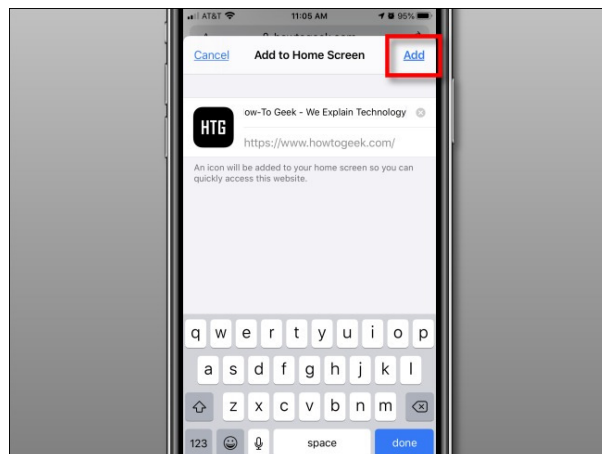 AT&T 11:05 AM 95%
Cancel Add to Home Screen Add
HTG
ow-To Geek - We Explain Technology
https://www.howtogeek.com/
An icon will be added to your home screen so you can
quickly access this website.
q w e r t y u i o p
a s d f g h j k l
z x c v b n m
123 space done